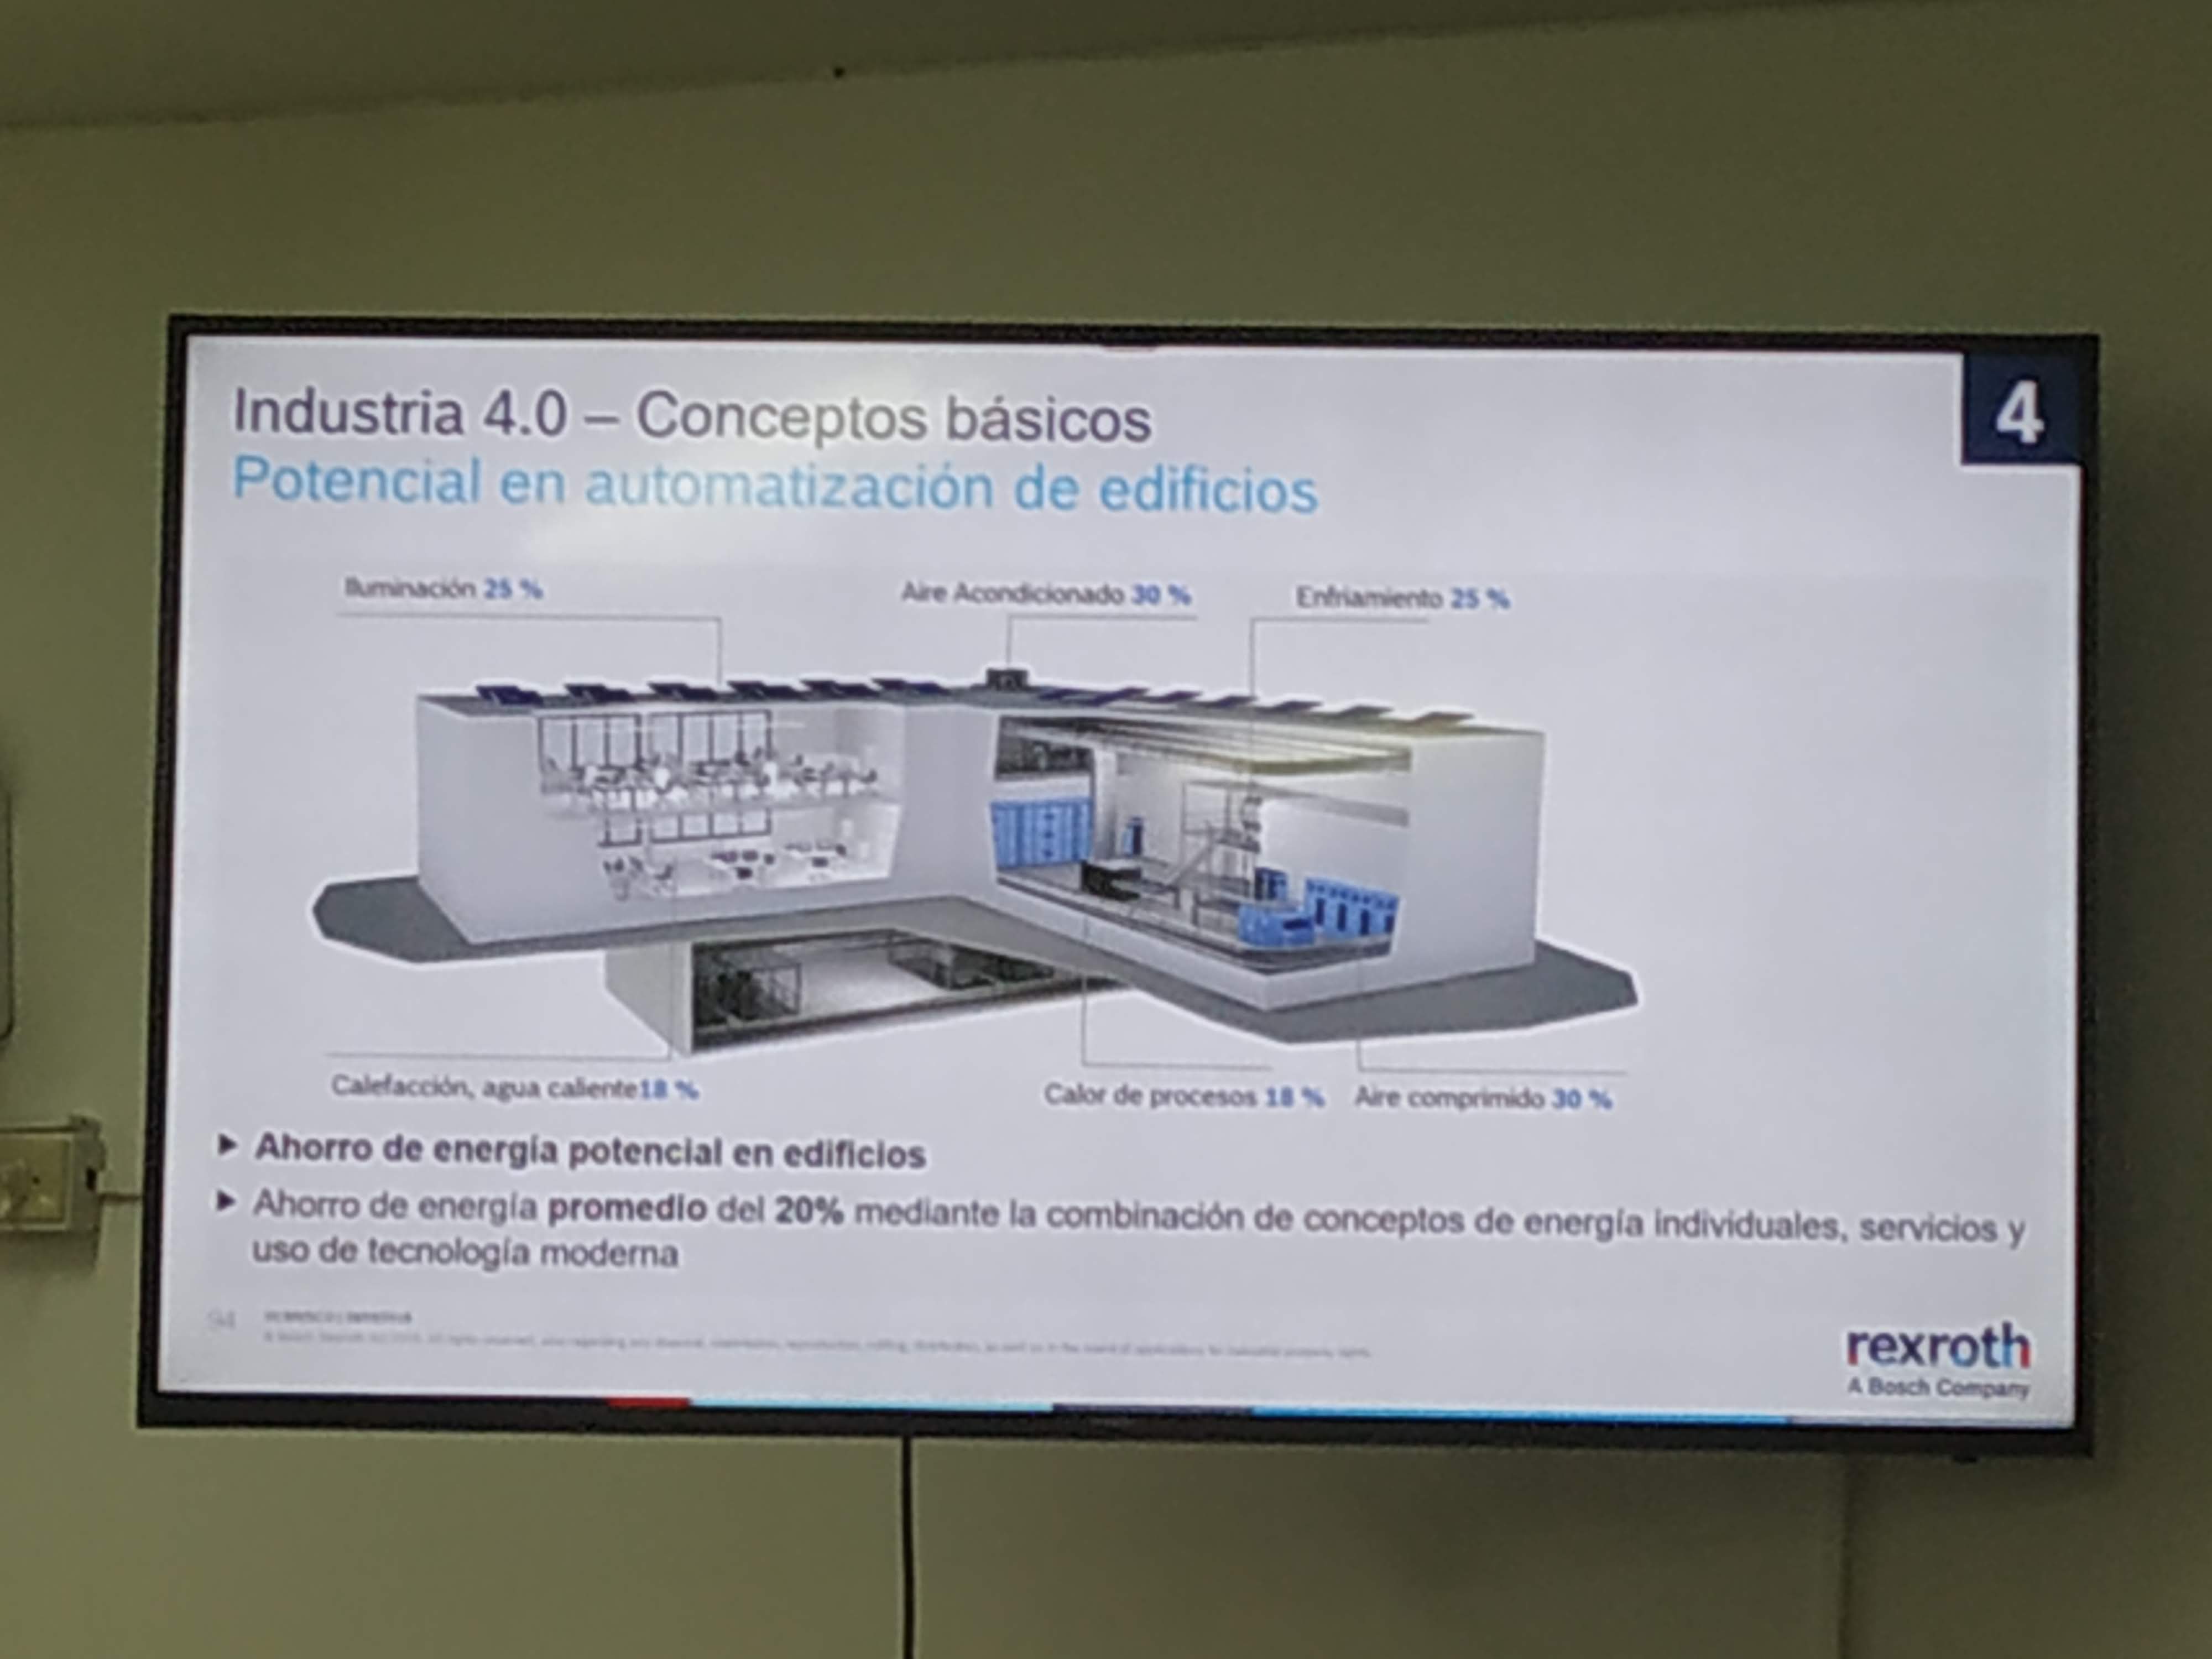 Industria 4.0 – Conceptos básicos
4
Potencial en automatización de edificios
Iluminación 25 %
Aire Acondicionado 30 %
Enfriamiento 25 %
Calefacción, agua caliente18 %
Calor de procesos 18 %
Aire comprimido 30 %
► Ahorro de energía potencial en edificios
► Ahorro de energía promedio del 20% mediante la combinación de conceptos de energía individuales, servicios y
uso de tecnología moderna
94
rexroth
A Bosch Company